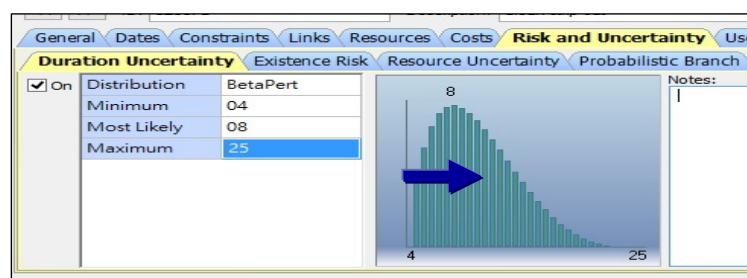 General Dates Constraints Links Resources Costs Risk and Uncertainty Us
Duration Uncertainty Existence Risk Resource Uncertainty Probabilistic Branch
On Distribution BetaPert
Minimum 04
Most Likely 08
Maximum 25
8
4 25
Notes: